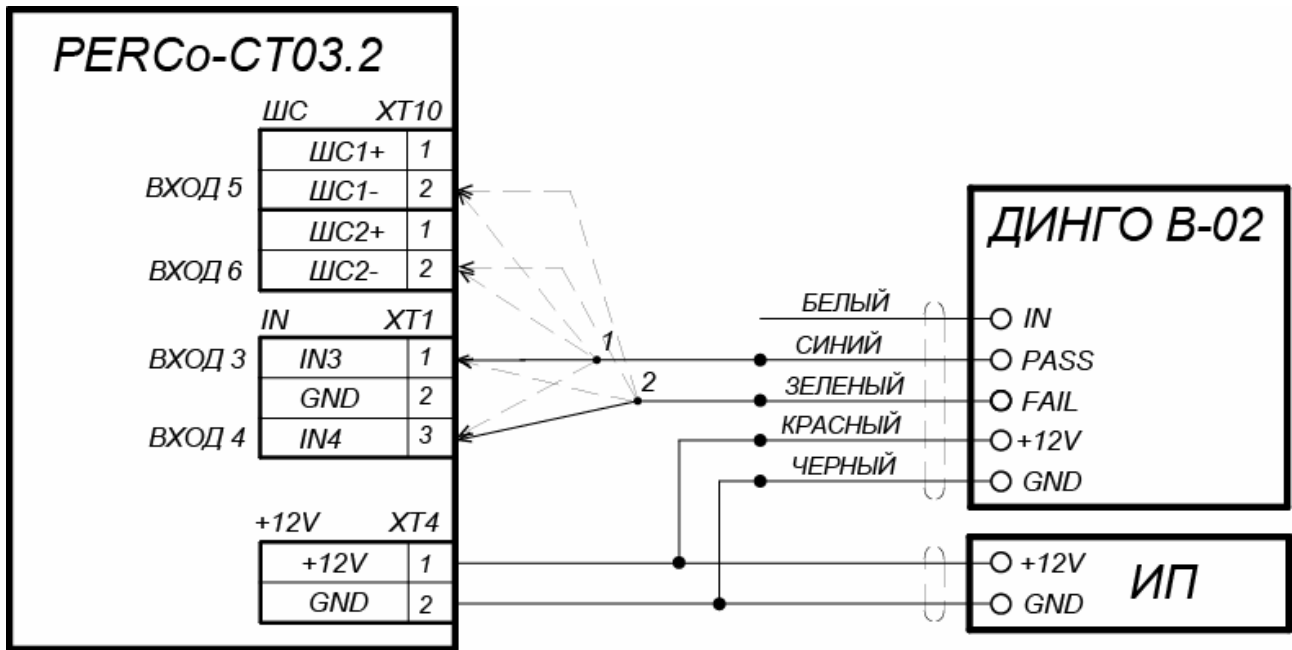 PERCo-CT03.2
ШС XT10
ШС1+ 1
ВХОД 5 ШС1- 2
ШС2+ 1
ВХОД 6 ШС2- 2
IN XT1
ВХОД 3 IN3 1
GND 2
ВХОД 4 IN4 3
+12V XT4
+12V 1
GND 2
1
2
БЕЛЫЙ
СИНИЙ
ЗЕЛЕНЫЙ
КРАСНЫЙ
ЧЕРНЫЙ
ДИНГО В-02
IN
PASS
FAIL
+12V
GND
+12V
GND
ИП